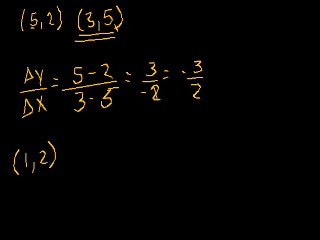 (5,2) (3,5)
ΔY/ΔX = 5-2/3-5 = 3/-2 = -3/2
(1,2)